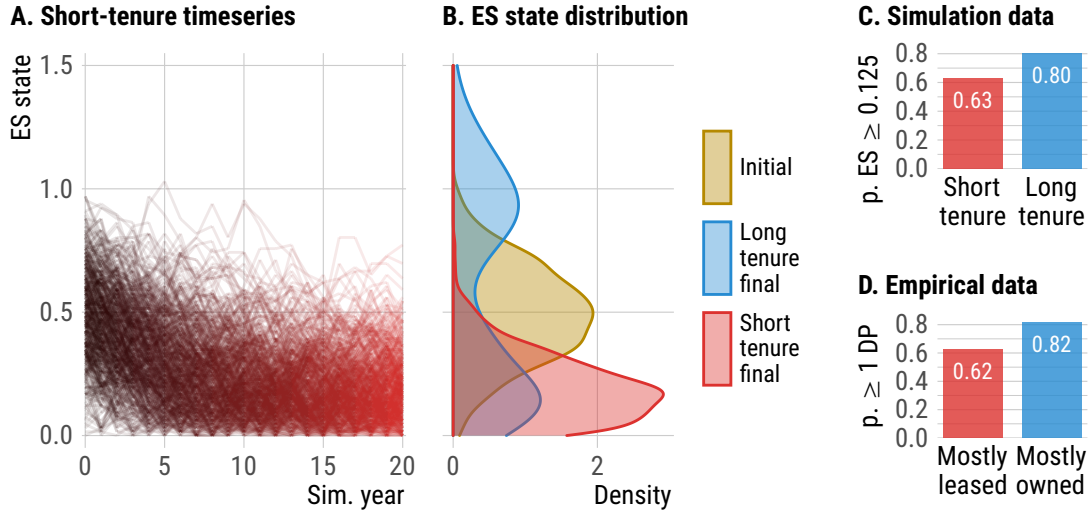 A. Short-tenure timeseries
ES state
1.5
1.0
0.5
0.0
0
5
10
15
20
Sim. year
B. ES state distribution
0
2
Density
Initial
Long
tenure
final
Short
tenure
final
C. Simulation data
p. ES ≥ 0.125
0.8
0.6
0.4
0.2
0.0
0.63
0.80
Short
tenure
Long
tenure
D. Empirical data
p. ≥ 1 DP
0.8
0.6
0.4
0.2
0.0
0.62
0.82
Mostly
leased
Mostly
owned